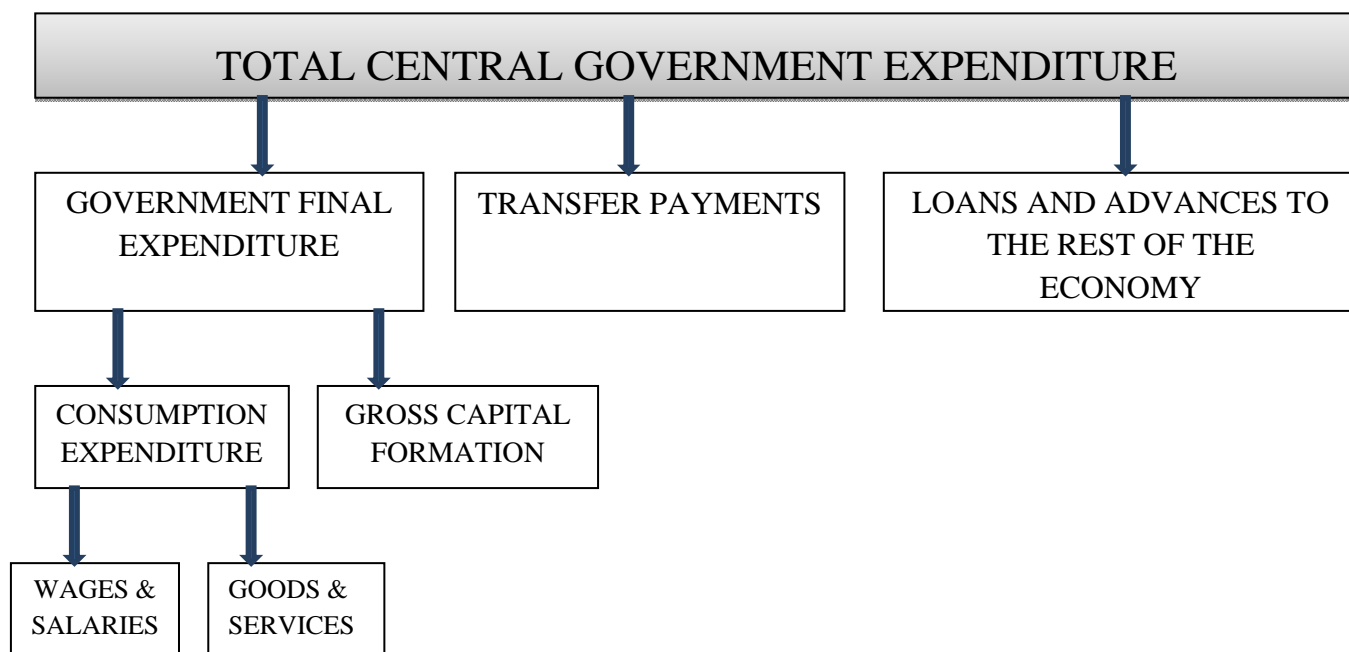 TOTAL CENTRAL GOVERNMENT EXPENDITURE
GOVERNMENT FINAL
EXPENDITURE
TRANSFER PAYMENTS
LOANS AND ADVANCES TO
THE REST OF THE
ECONOMY
CONSUMPTION
EXPENDITURE
GROSS CAPITAL
FORMATION
WAGES &
SALARIES
GOODS &
SERVICES